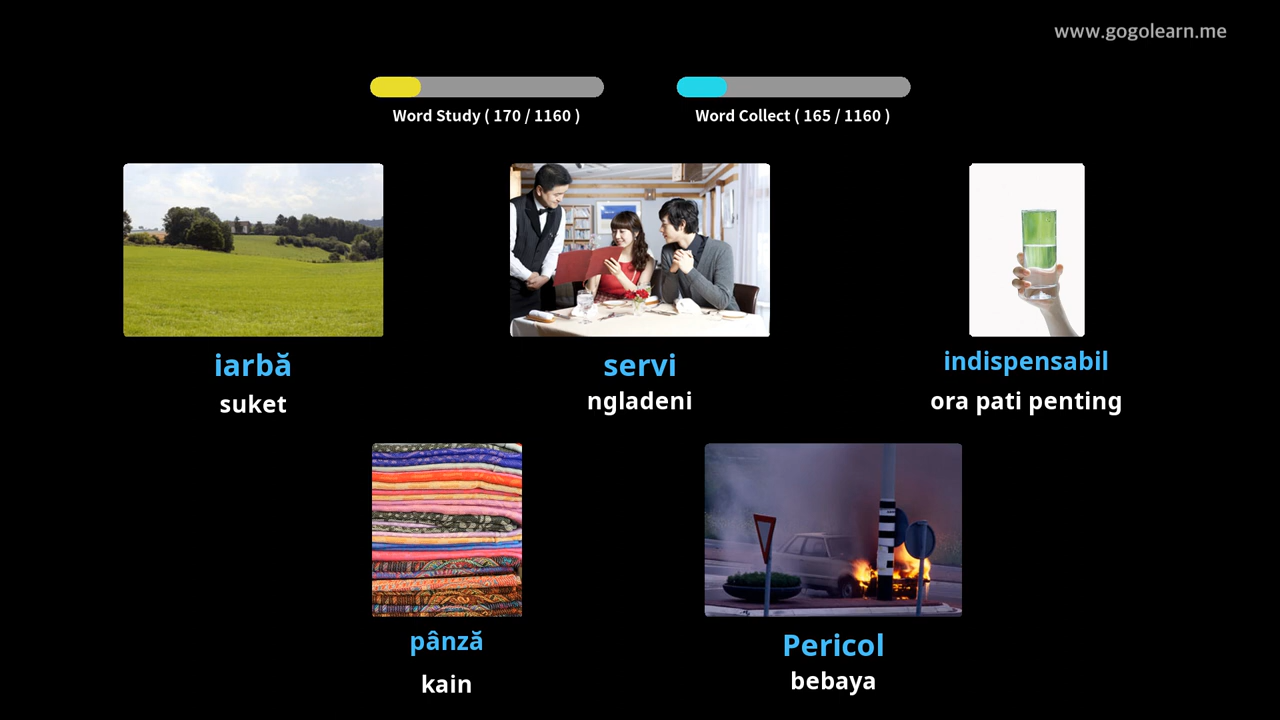 www.gogolearn.me
Word Study ( 170 / 1160 )
Word Collect ( 165 / 1160 )
iarbă
suket
servi
ngladeni
indispensabil
ora pati penting
pânză
kain
Pericol
bebaya